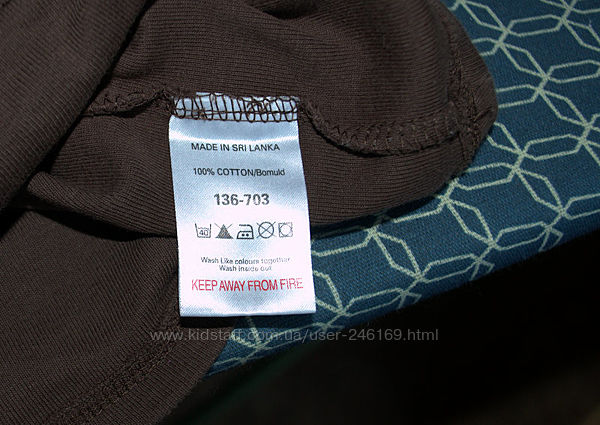 MADE IN SRI LANKA
100% COTTON/Bomuld
136-703
40
Wash Like colours together
Wash inside out
KEEP AWAY FROM FIRE
www.kidstaff.com.ua/user-246169.html